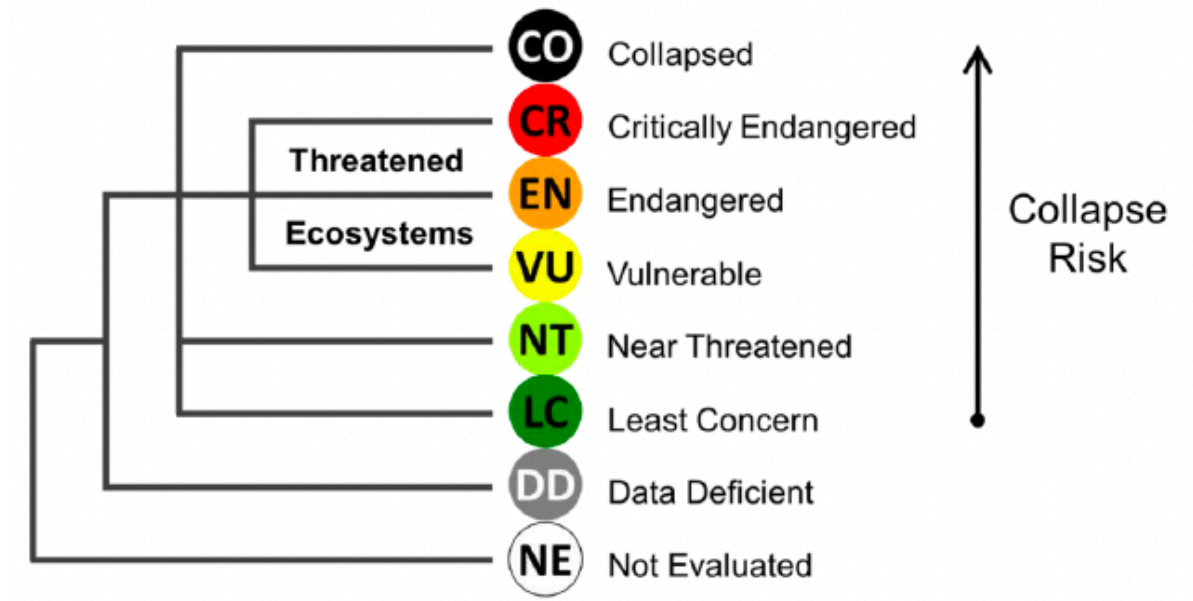 CO Collapsed
CR Critically Endangered
Threatened
EN Endangered
Ecosystems
VU Vulnerable
NT Near Threatened
LC Least Concern
DD Data Deficient
NE Not Evaluated
Collapse
Risk